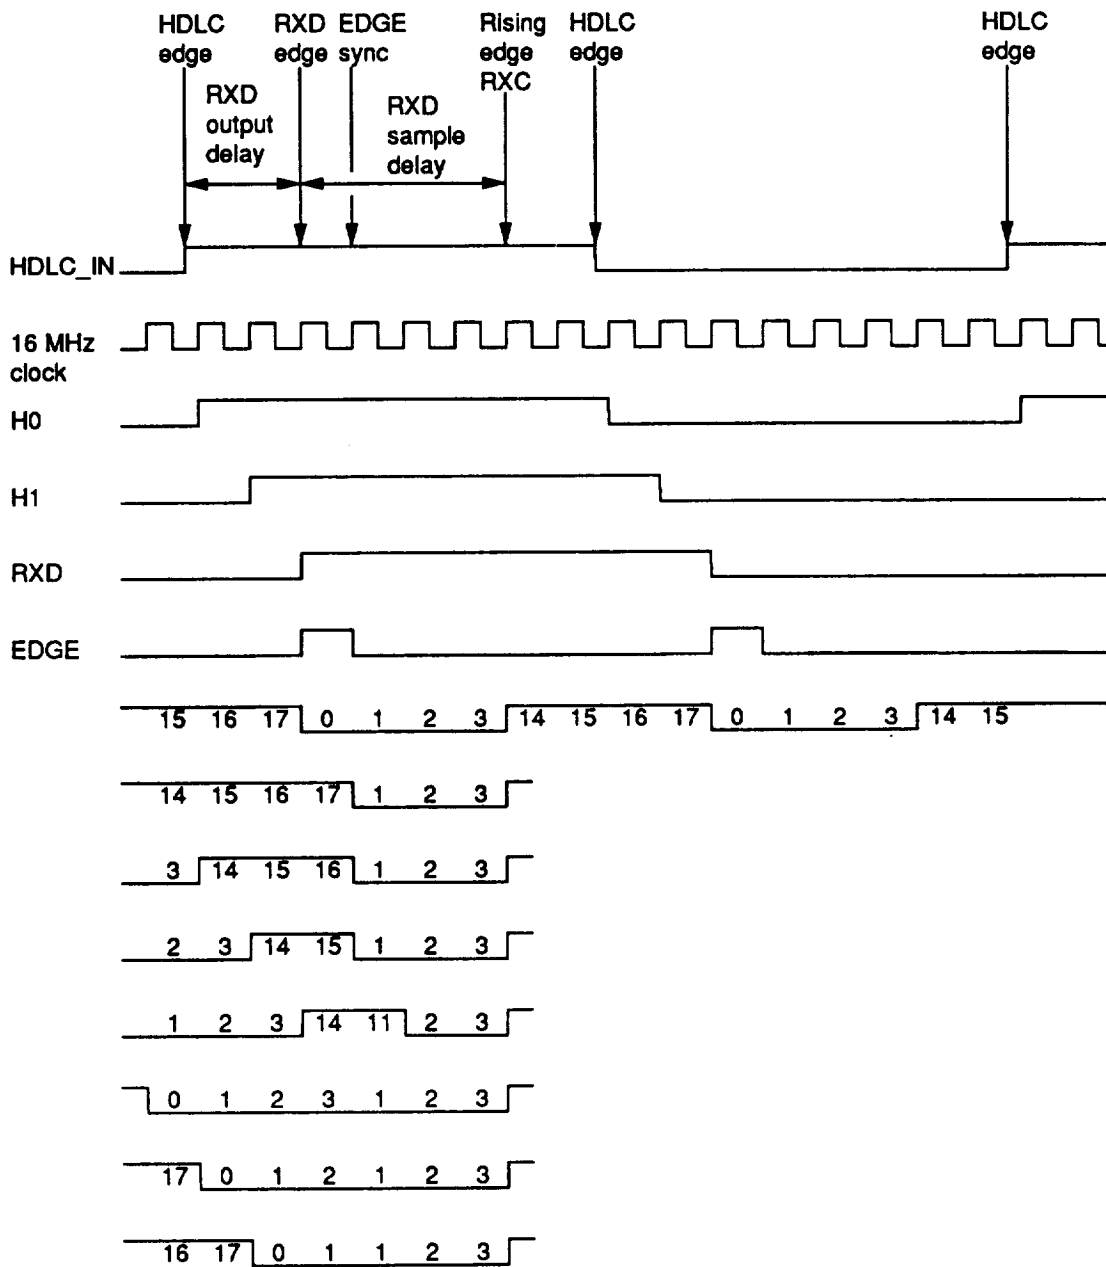 HDLC edge
RXD edge
EDGE sync
Rising edge RXC
HDLC edge
HDLC edge
RXD output delay
RXD sample delay
HDLC_IN
16 MHz clock
H0
H1
RXD
EDGE
15 16 17 0 1 2 3 14 15 16 17 0 1 2 3 14 15
14 15 16 17 1 2 3
3 14 15 16 1 2 3
2 3 14 15 1 2 3
1 2 3 14 11 2 3
0 1 2 3 1 2 3
17 0 1 2 1 2 3
16 17 0 1 1 2 3